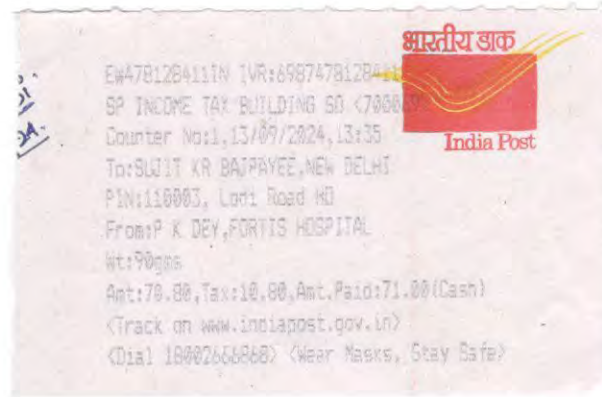 भारतीय डाक
India Post
EW478128411IN IVR:6987478128411
SP INCOME TAX BUILDING SO <700069>
Counter No:1,13/09/2024,13:35
To:SUJIT KR BAJPAYEE,NEW DELHI
PIN:110003, Lodi Road HO
From:P K DEY,FORTIS HOSPITAL
Wt:90gms
Amt:70.80,Tax:10.80,Amt.Paid:71.00(Cash)
<Track on www.indiapost.gov.in>
<Dial 18002666868> <Wear Masks, Stay Safe>